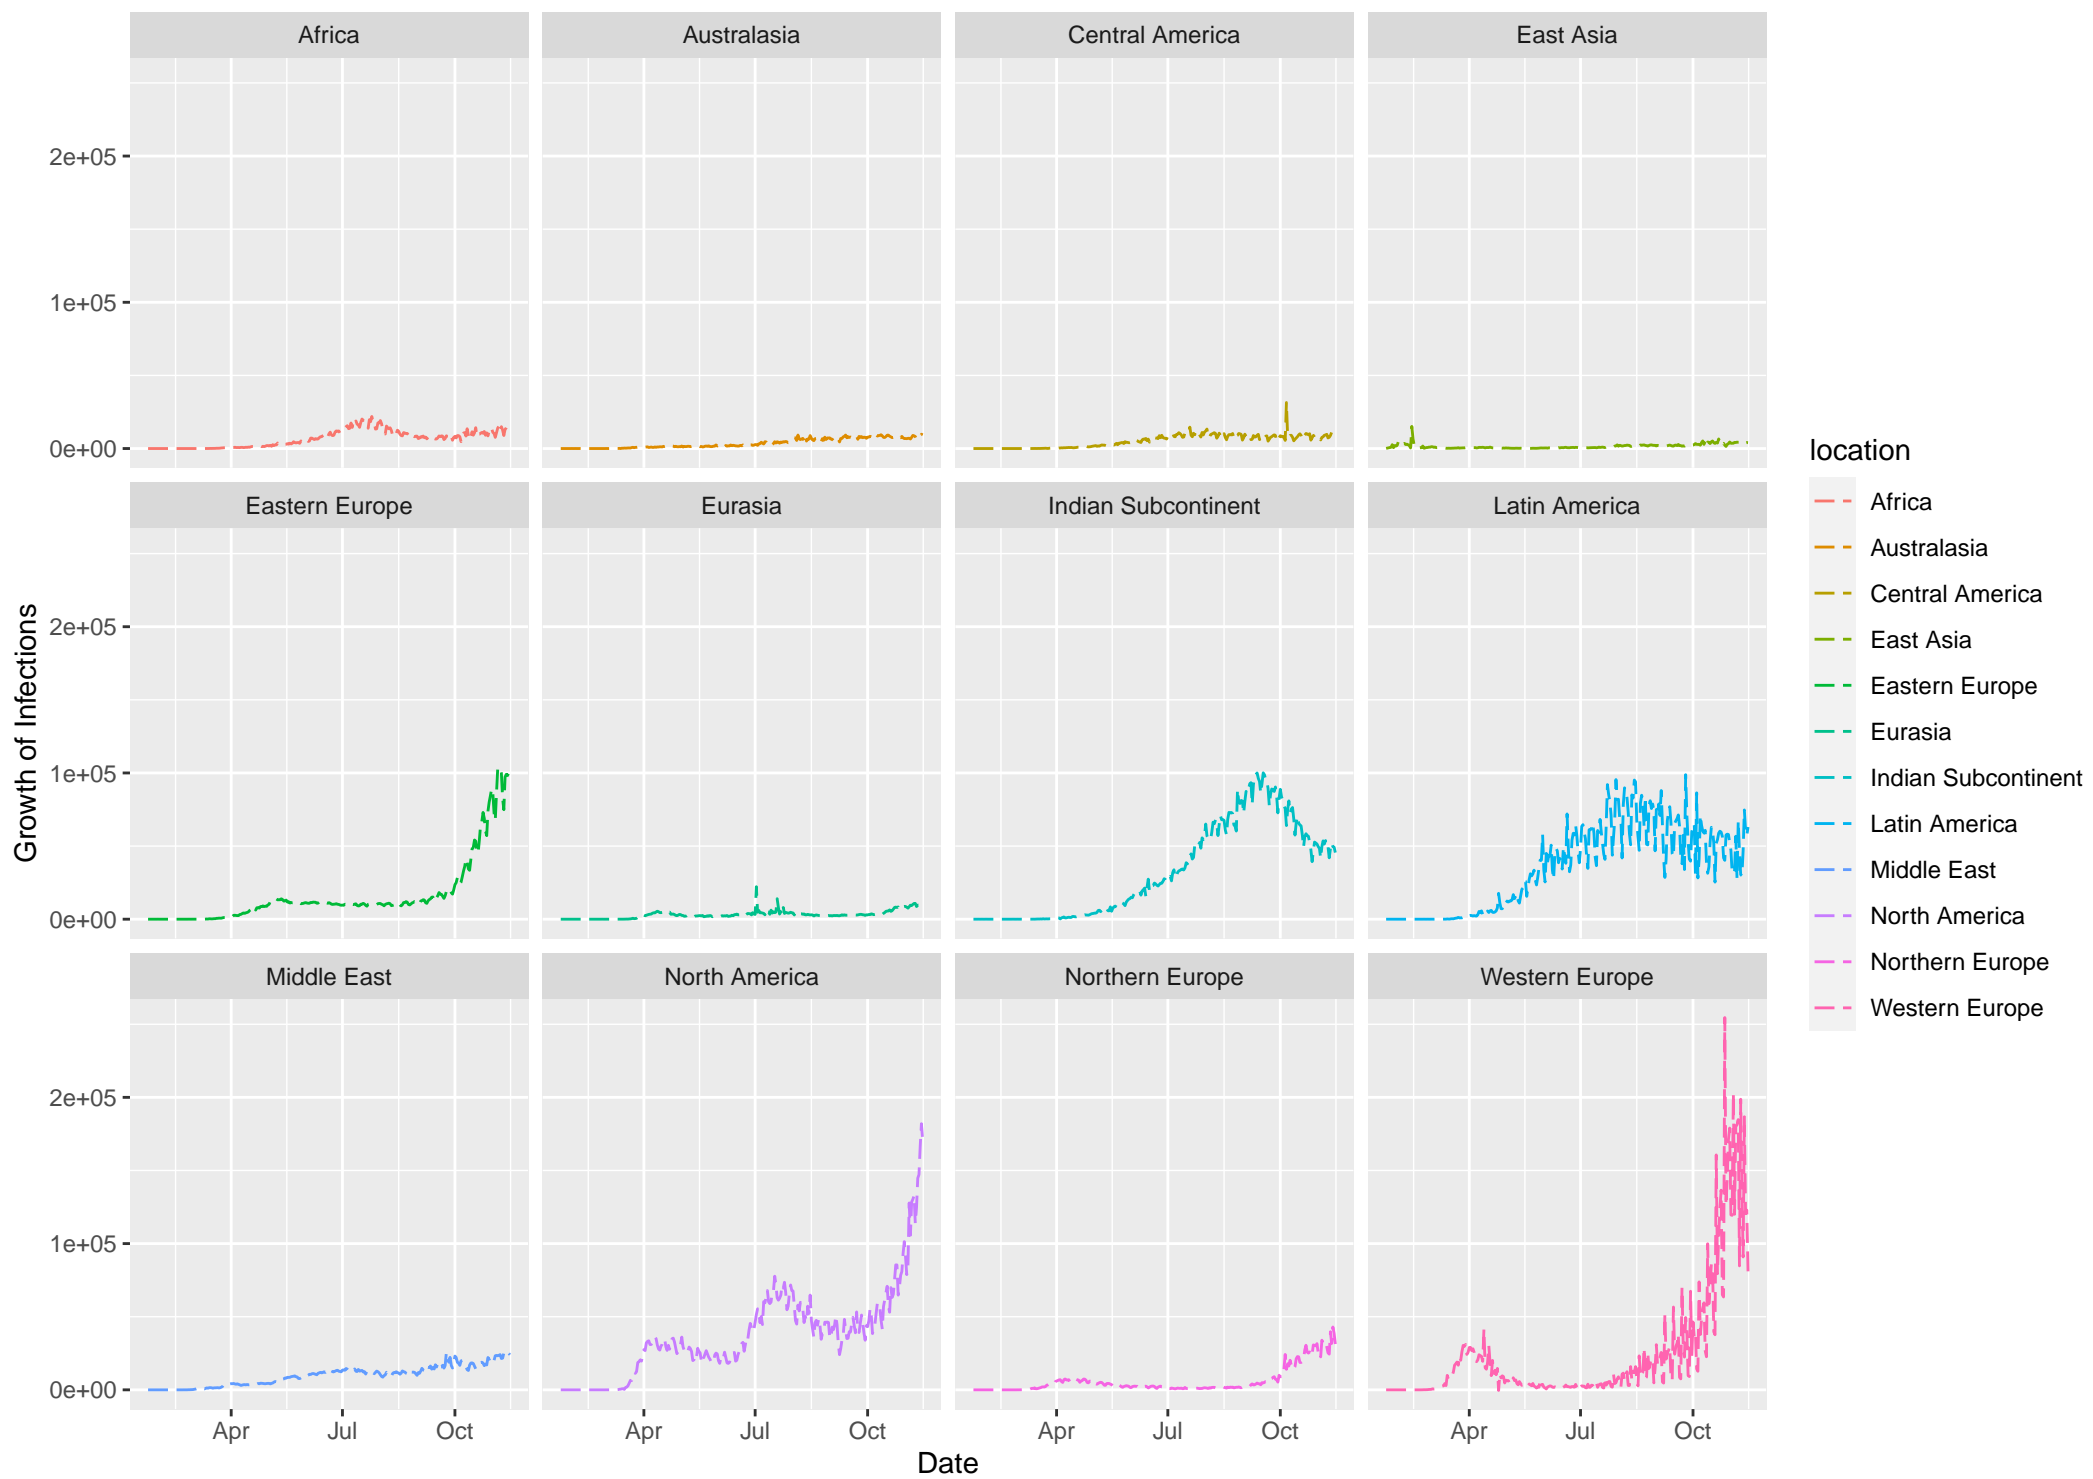 Africa
Australasia
Central America
East Asia
2e+05
1e+05
0e+00
Eastern Europe
Eurasia
Indian Subcontinent
Latin America
2e+05
1e+05
0e+00
Middle East
North America
Northern Europe
Western Europe
2e+05
1e+05
0e+00
Apr
Jul
Oct
Apr
Jul
Oct
Apr
Jul
Oct
Apr
Jul
Oct
Date
Growth of Infections
location
Africa
Australasia
Central America
East Asia
Eastern Europe
Eurasia
Indian Subcontinent
Latin America
Middle East
North America
Northern Europe
Western Europe